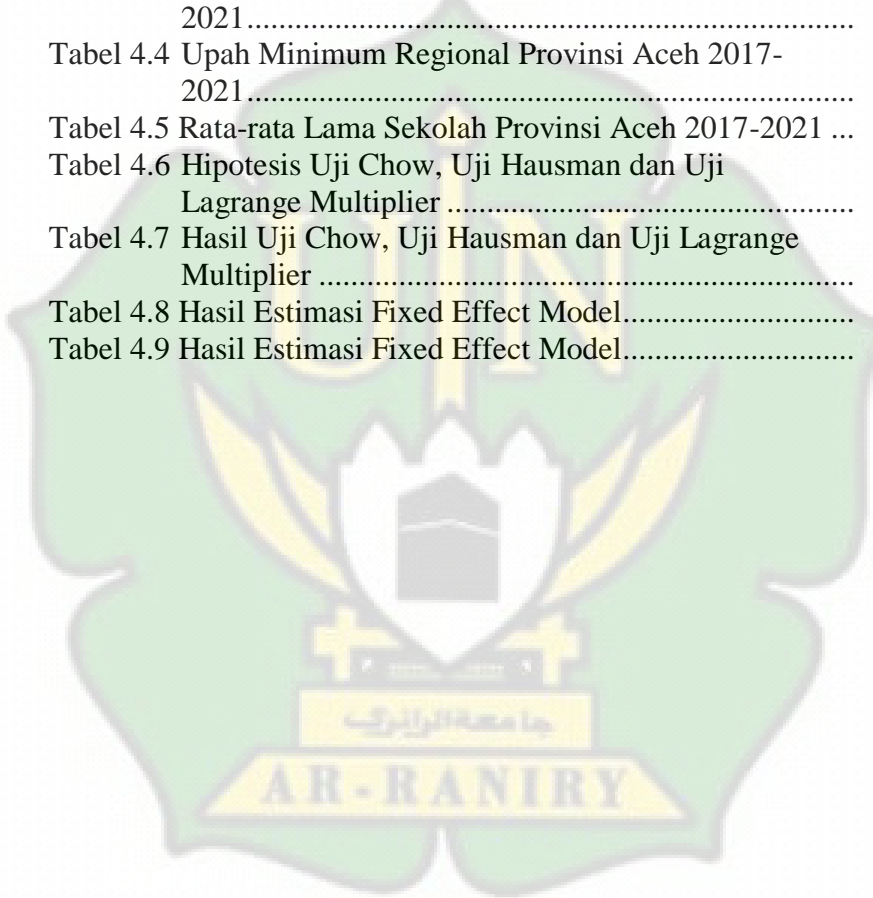 2021....................................................................................
Tabel 4.4 Upah Minimum Regional Provinsi Aceh 2017-
2021....................................................................................
Tabel 4.5 Rata-rata Lama Sekolah Provinsi Aceh 2017-2021 ...
Tabel 4.6 Hipotesis Uji Chow, Uji Hausman dan Uji
Lagrange Multiplier ....................................................
Tabel 4.7 Hasil Uji Chow, Uji Hausman dan Uji Lagrange
Multiplier ....................................................................
Tabel 4.8 Hasil Estimasi Fixed Effect Model.............................
Tabel 4.9 Hasil Estimasi Fixed Effect Model.............................
UIN
جامعة الرانري
AR-RANIRY